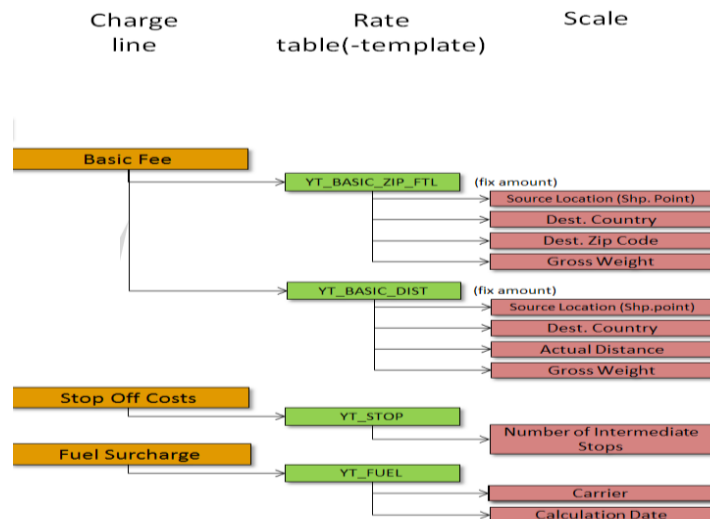 Charge
line
Rate
table(-template)
Scale
Basic Fee
YT_BASIC_ZIP_FTL
(fix amount)
Source Location (Shp. Point)
Dest. Country
Dest. Zip Code
Gross Weight
YT_BASIC_DIST
(fix amount)
Source Location (Shp.point)
Dest. Country
Actual Distance
Gross Weight
Stop Off Costs
YT_STOP
Number of Intermediate
Stops
Fuel Surcharge
YT_FUEL
Carrier
Calculation Date